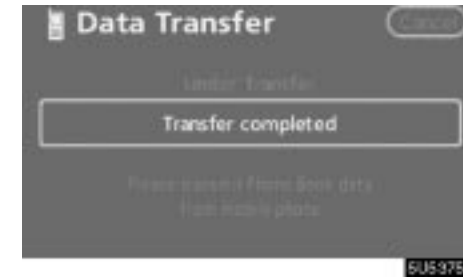 Data Transfer
Cancel
Under Transfer
Transfer completed
Please transmit Phone Book data
from mobile phone.
5U5375